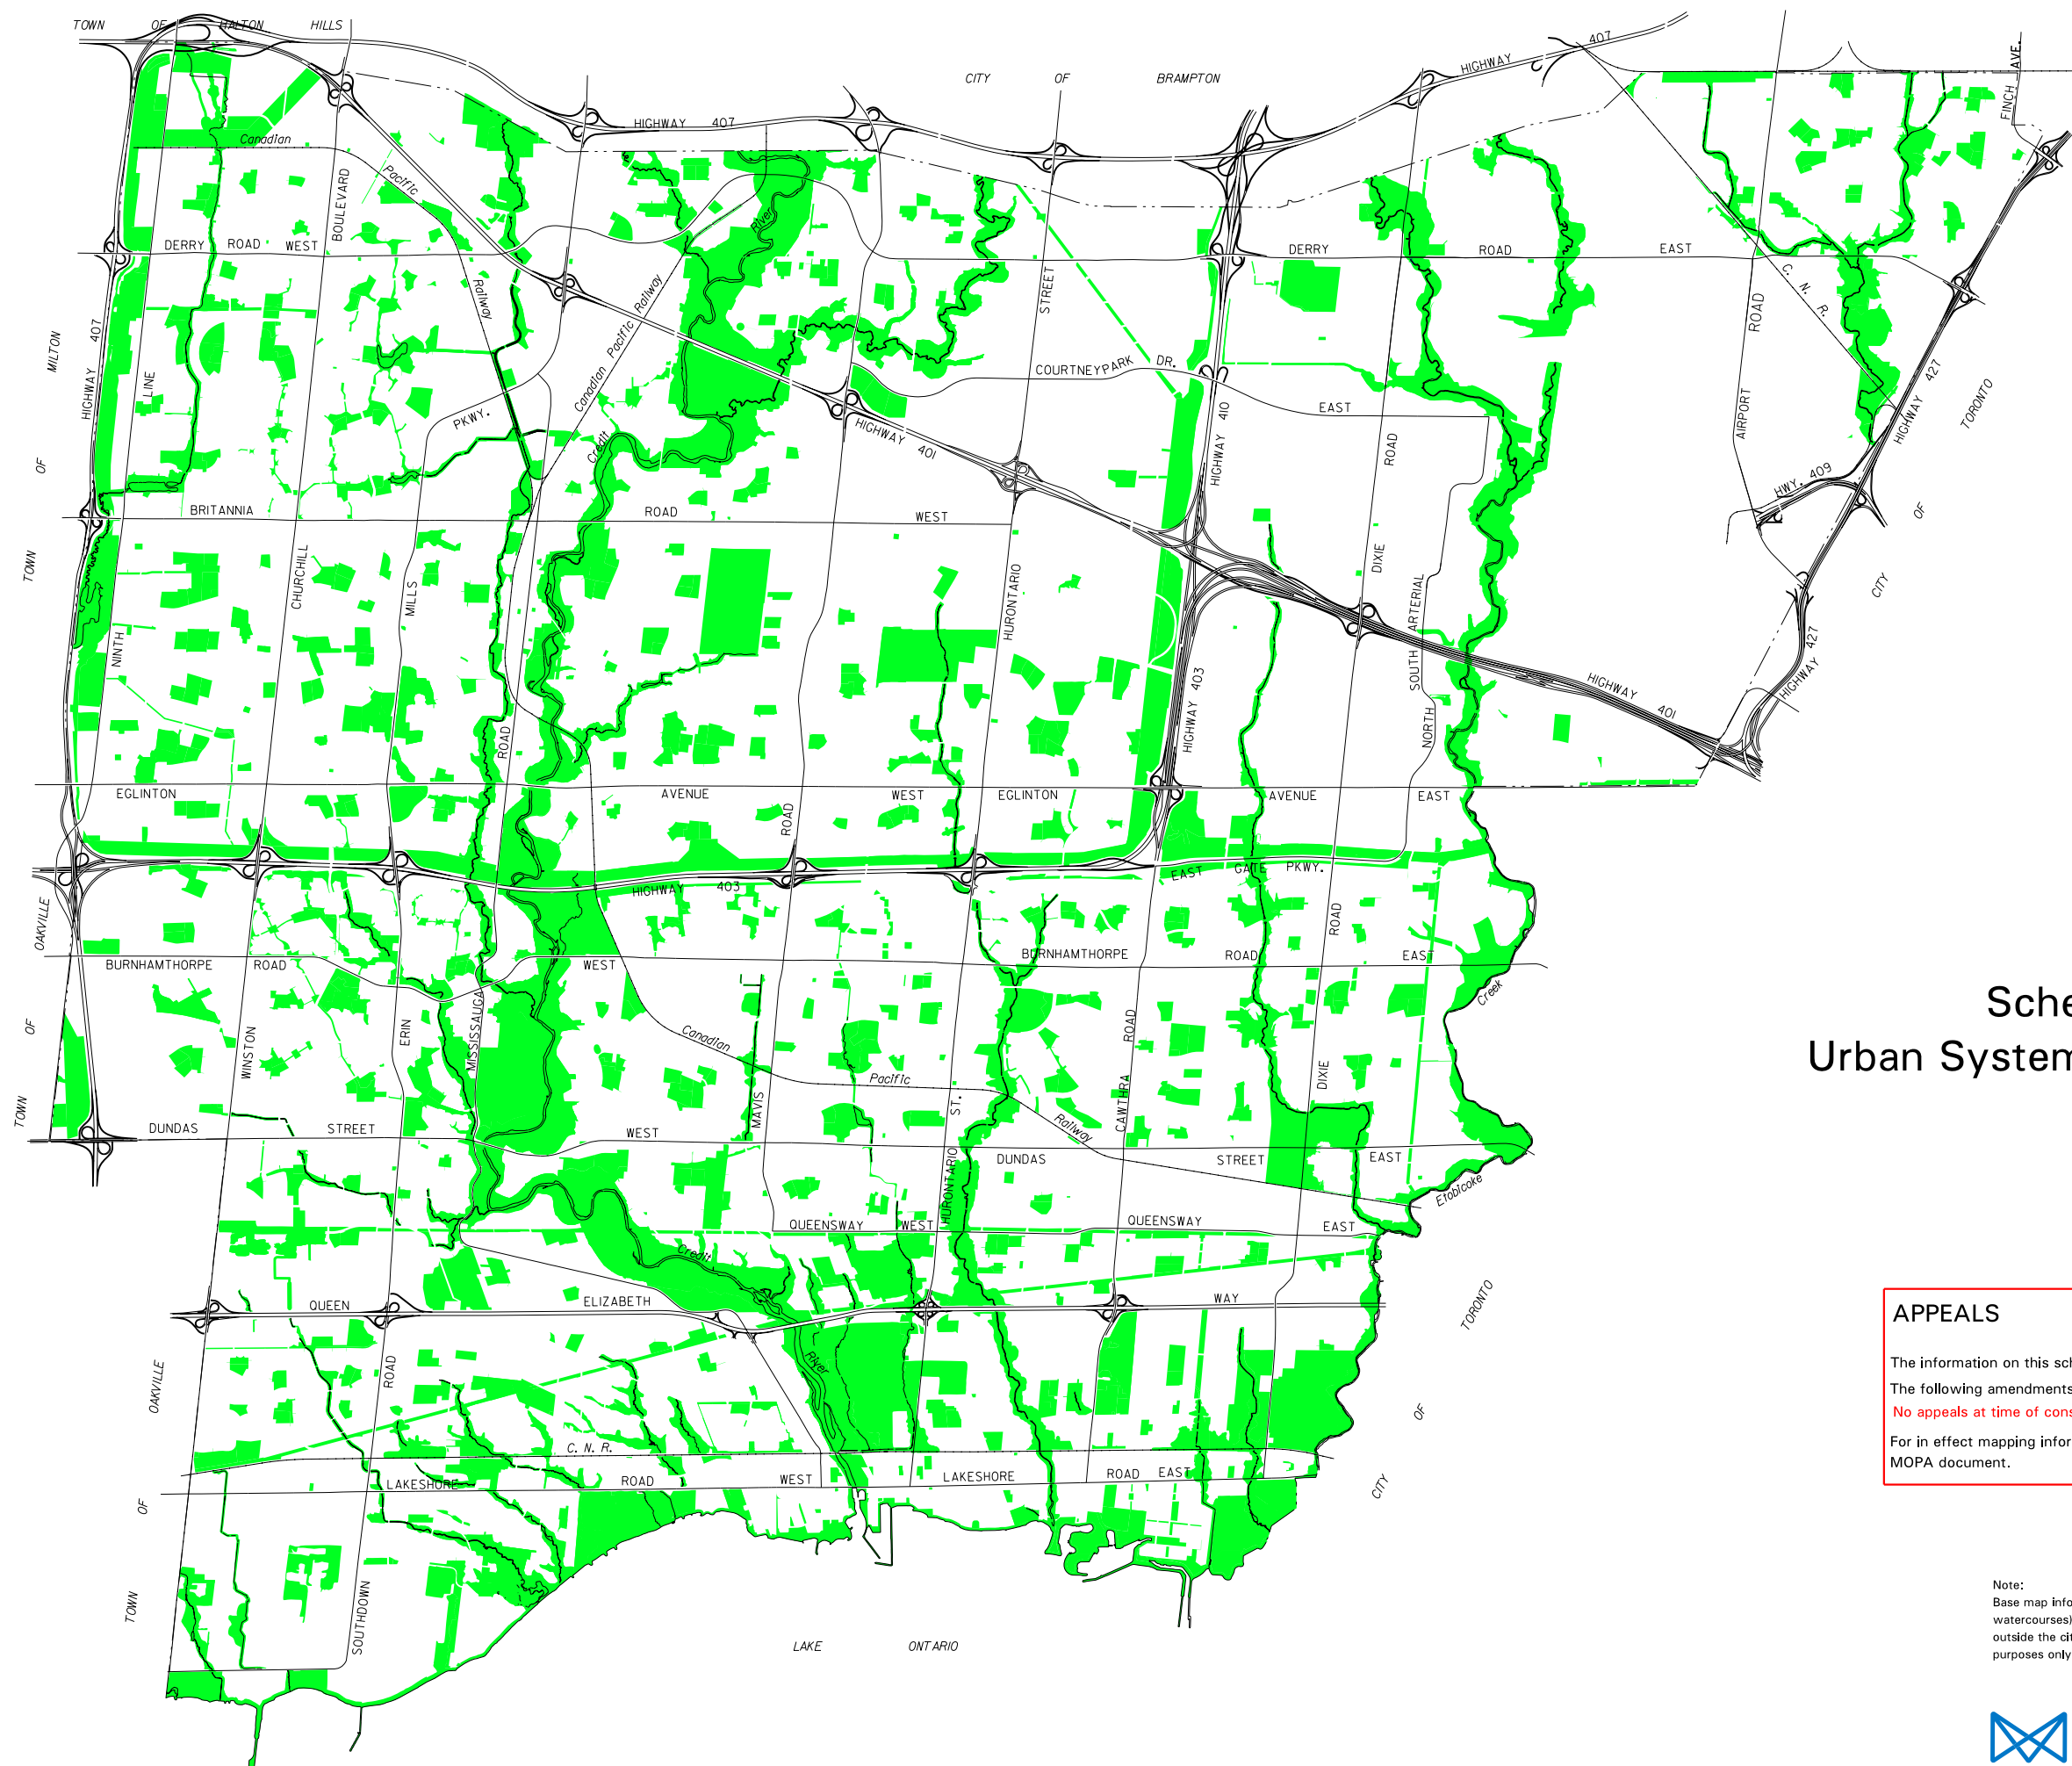 TOWN OF HALTON HILLS
CITY OF BRAMPTON
HIGHWAY 407
HIGHWAY 407
FINCH AVE.
Canadian
Pacific
Railway
BOULEVARD
River
DERRY ROAD WEST
DERRY ROAD EAST
STREET
C. N. R.
ROAD
MILTON
OF
TOWN
HIGHWAY 407
LINE
Canadian Pacific Railway
COURTNEYPARK DR.
EAST
PKWY.
Credit
HIGHWAY 401
HIGHWAY 410
ROAD
AIRPORT
HIGHWAY 427
TORONTO
OF
CITY
HWY. 409
BRITANNIA ROAD WEST
CHURCHILL
MILLS
NINTH
HURONTARIO
DIXIE
SOUTH ARTERIAL
NORTH
HIGHWAY 403
HIGHWAY 401
HIGHWAY 427
ROAD
EGLINTON AVENUE WEST
EGLINTON AVENUE EAST
ROAD
HIGHWAY 403
EAST GATE PKWY.
OAKVILLE
OF
TOWN
ROAD
BURNHAMTHORPE ROAD WEST
BURNHAMTHORPE ROAD EAST
Creek
Sche
Urban System
WINSTON
ERIN
MISSISSAUGA
Canadian
Pacific
Railway
MAVIS
ST.
CAWTHRA
ROAD
DIXIE
DUNDAS STREET WEST
DUNDAS STREET EAST
Etobicoke
HURONTARIO
QUEENSWAY WEST
QUEENSWAY EAST
Credit
QUEEN ELIZABETH WAY
TORONTO
OF
CITY
River
OAKVILLE
OF
TOWN
ROAD
C. N. R.
LAKESHORE ROAD WEST
LAKESHORE ROAD EAST
SOUTHDOWN
LAKE ONTARIO
APPEALS
The information on this sch
The following amendments
No appeals at time of cons
For in effect mapping infor
MOPA document.
Note:
Base map info
watercourses)
outside the cit
purposes only